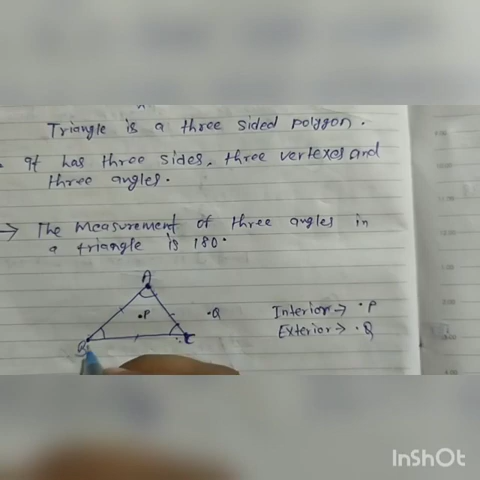 Triangle is a three sided polygon.
It has three sides, three vertexes and
three angles.
→ The measurement of three angles in
a triangle is 180.
A
.P
.Q
B
C
Interior → .P
Exterior → .Q
InShOt